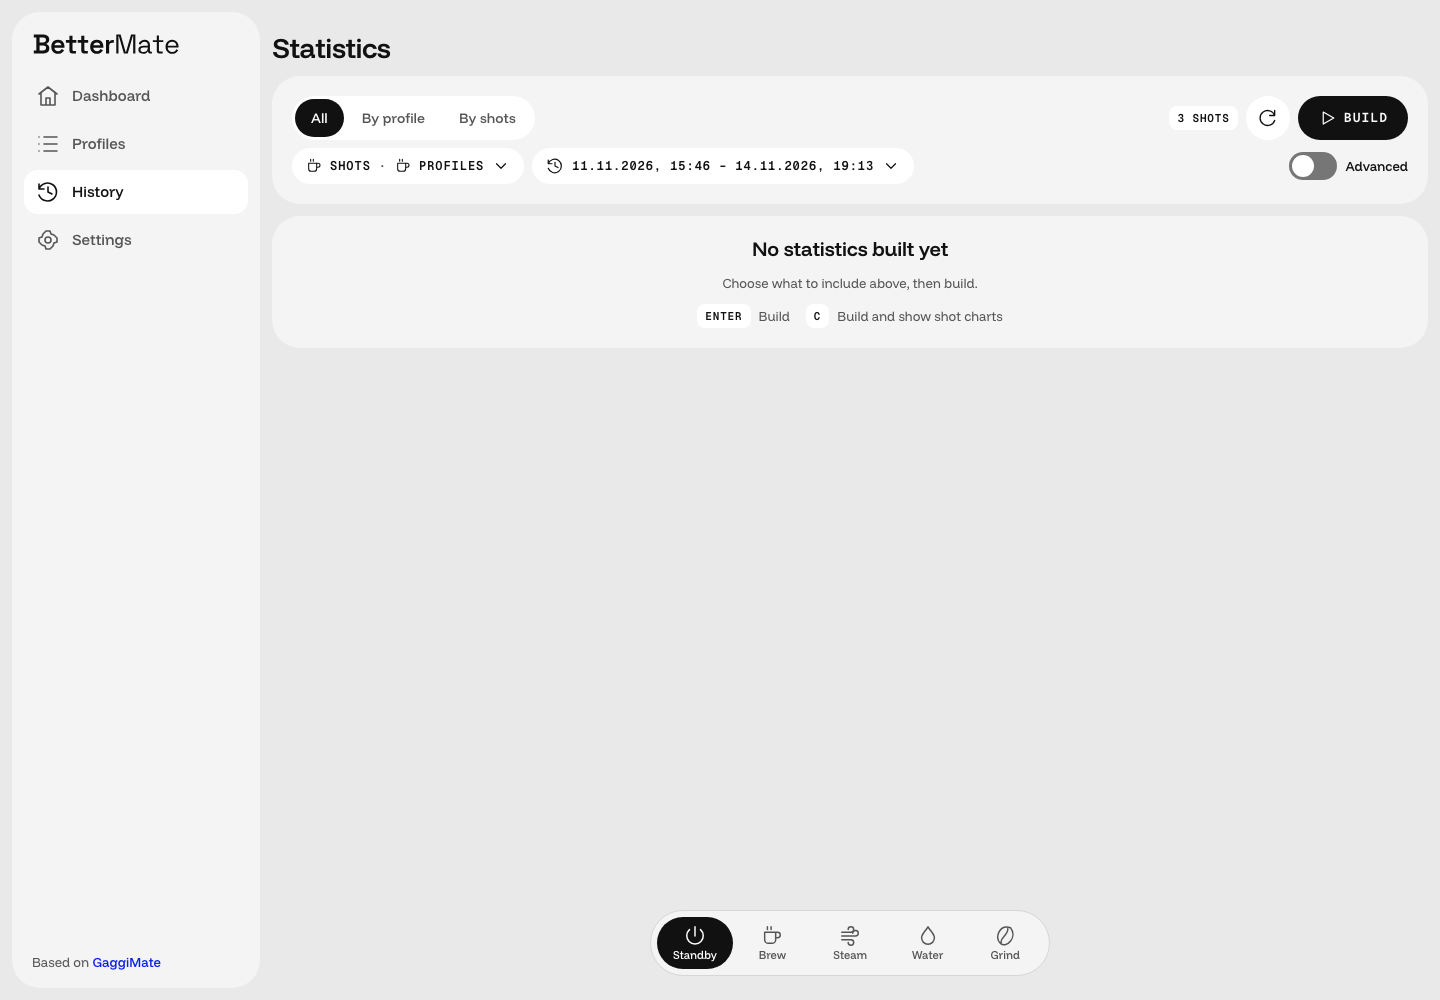 BetterMate
Dashboard
Profiles
History
Settings
Based on GaggiMate
Statistics
All By profile By shots
3 SHOTS
BUILD
SHOTS · PROFILES
11.11.2026, 15:46 – 14.11.2026, 19:13
Advanced
No statistics built yet
Choose what to include above, then build.
ENTER Build C Build and show shot charts
Standby Brew Steam Water Grind